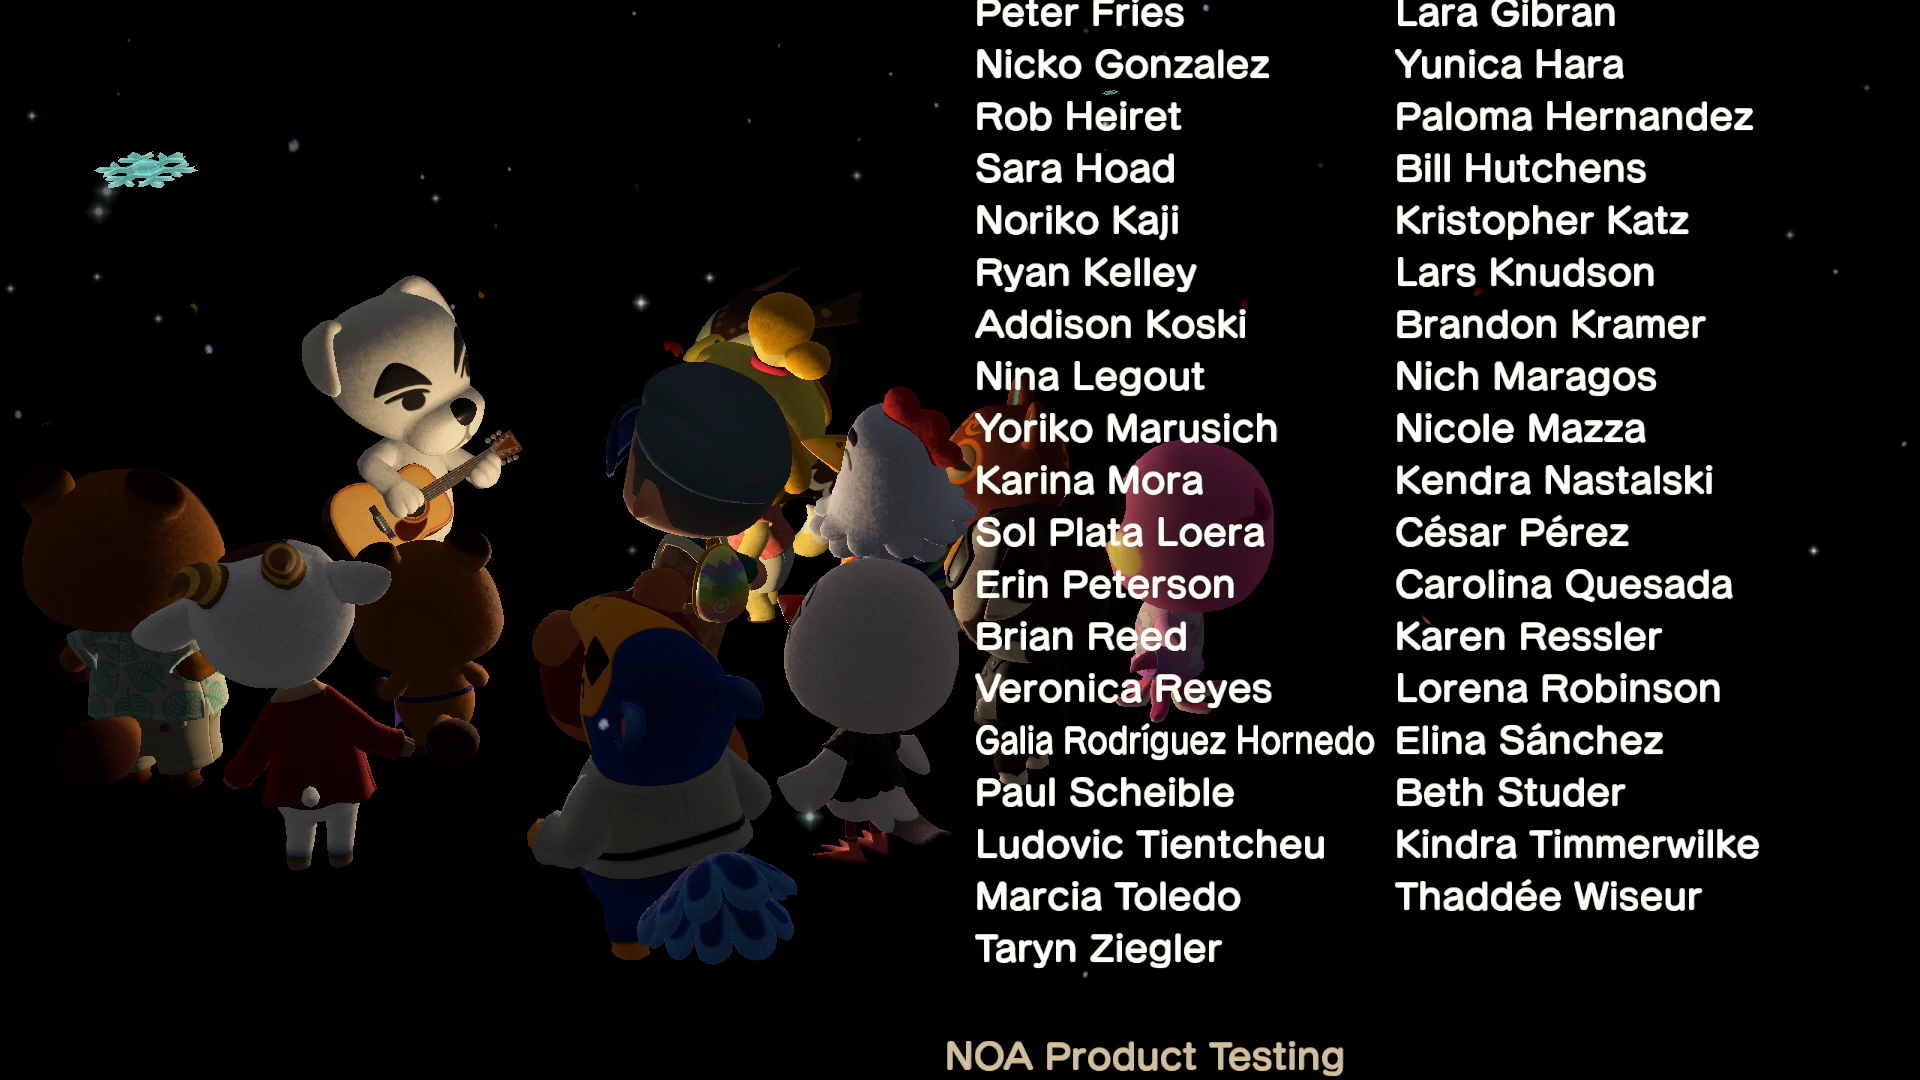 Peter Fries Lara Gibran
Nicko Gonzalez Yunica Hara
Rob Heiret Paloma Hernandez
Sara Hoad Bill Hutchens
Noriko Kaji Kristopher Katz
Ryan Kelley Lars Knudson
Addison Koski Brandon Kramer
Nina Legout Nich Maragos
Yoriko Marusich Nicole Mazza
Karina Mora Kendra Nastalski
Sol Plata Loera César Pérez
Erin Peterson Carolina Quesada
Brian Reed Karen Ressler
Veronica Reyes Lorena Robinson
Galia Rodríguez Hornedo Elina Sánchez
Paul Scheible Beth Studer
Ludovic Tientcheu Kindra Timmerwilke
Marcia Toledo Thaddée Wiseur
Taryn Ziegler
NOA Product Testing